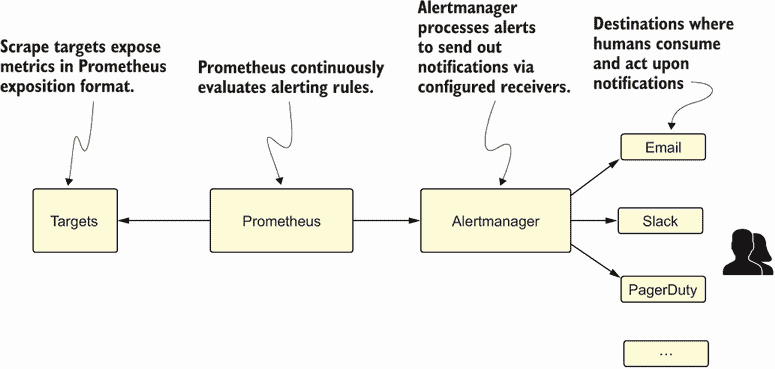 Scrape targets expose
metrics in Prometheus
exposition format.
Prometheus continuously
evaluates alerting rules.
Alertmanager
processes alerts
to send out
notifications via
configured receivers.
Destinations where
humans consume
and act upon
notifications
Targets
Prometheus
Alertmanager
Email
Slack
PagerDuty
...